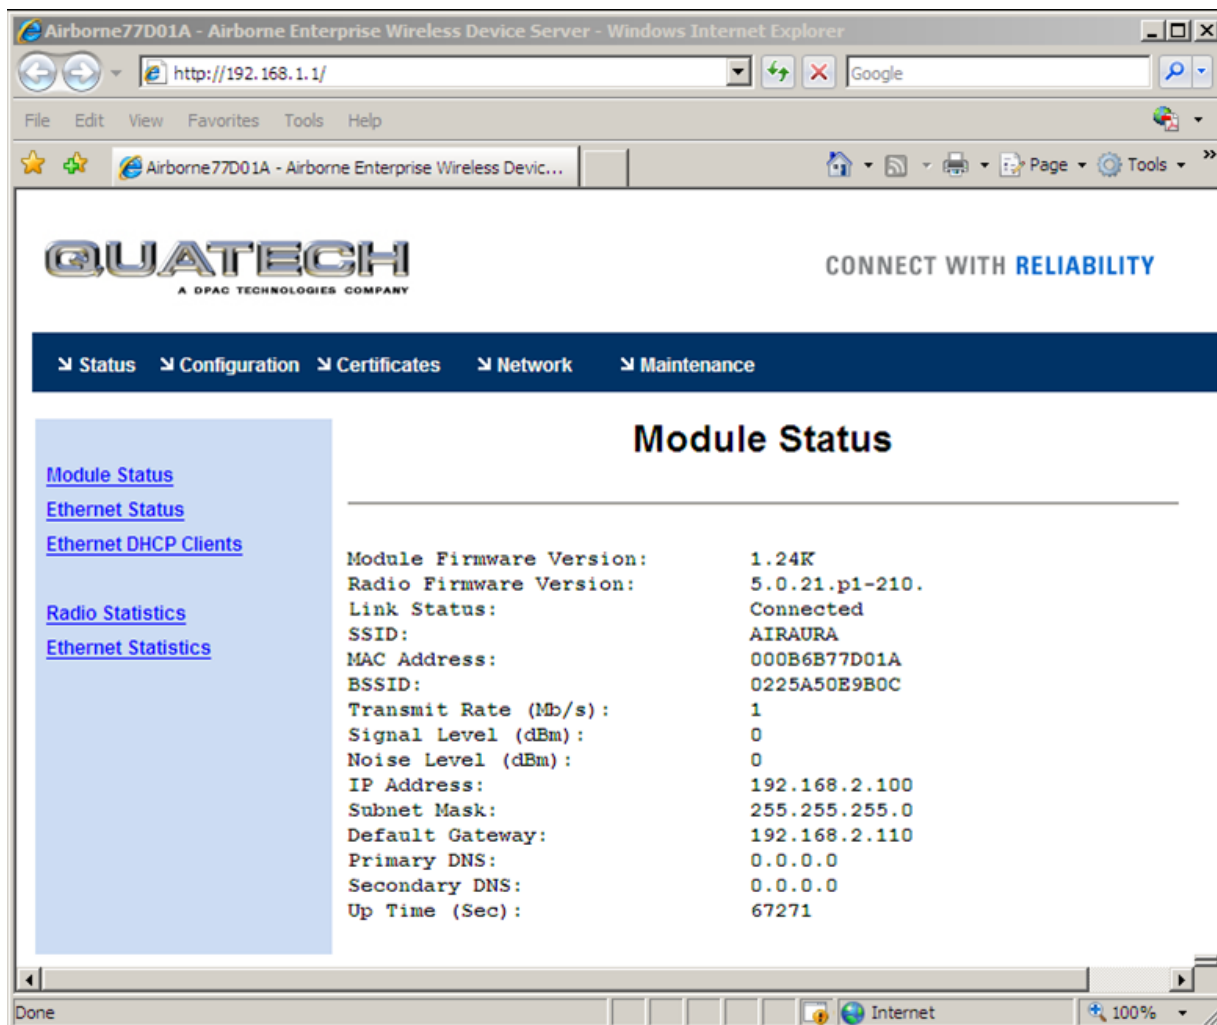 Airborne77D01A - Airborne Enterprise Wireless Device Server - Windows Internet Explorer
http://192.168.1.1/
Google
File Edit View Favorites Tools Help
Airborne77D01A - Airborne Enterprise Wireless Devic...
Page
Tools
»
QUATECH
A DPAC TECHNOLOGIES COMPANY
CONNECT WITH RELIABILITY
Status Configuration Certificates Network Maintenance
Module Status
Module Status
Ethernet Status
Ethernet DHCP Clients
Radio Statistics
Ethernet Statistics
Module Firmware Version: 1.24K
Radio Firmware Version: 5.0.21.p1-210.
Link Status: Connected
SSID: AIRAURA
MAC Address: 000B6B77D01A
BSSID: 0225A50E9B0C
Transmit Rate (Mb/s): 1
Signal Level (dBm): 0
Noise Level (dBm): 0
IP Address: 192.168.2.100
Subnet Mask: 255.255.255.0
Default Gateway: 192.168.2.110
Primary DNS: 0.0.0.0
Secondary DNS: 0.0.0.0
Up Time (Sec): 67271
Done
Internet
100%